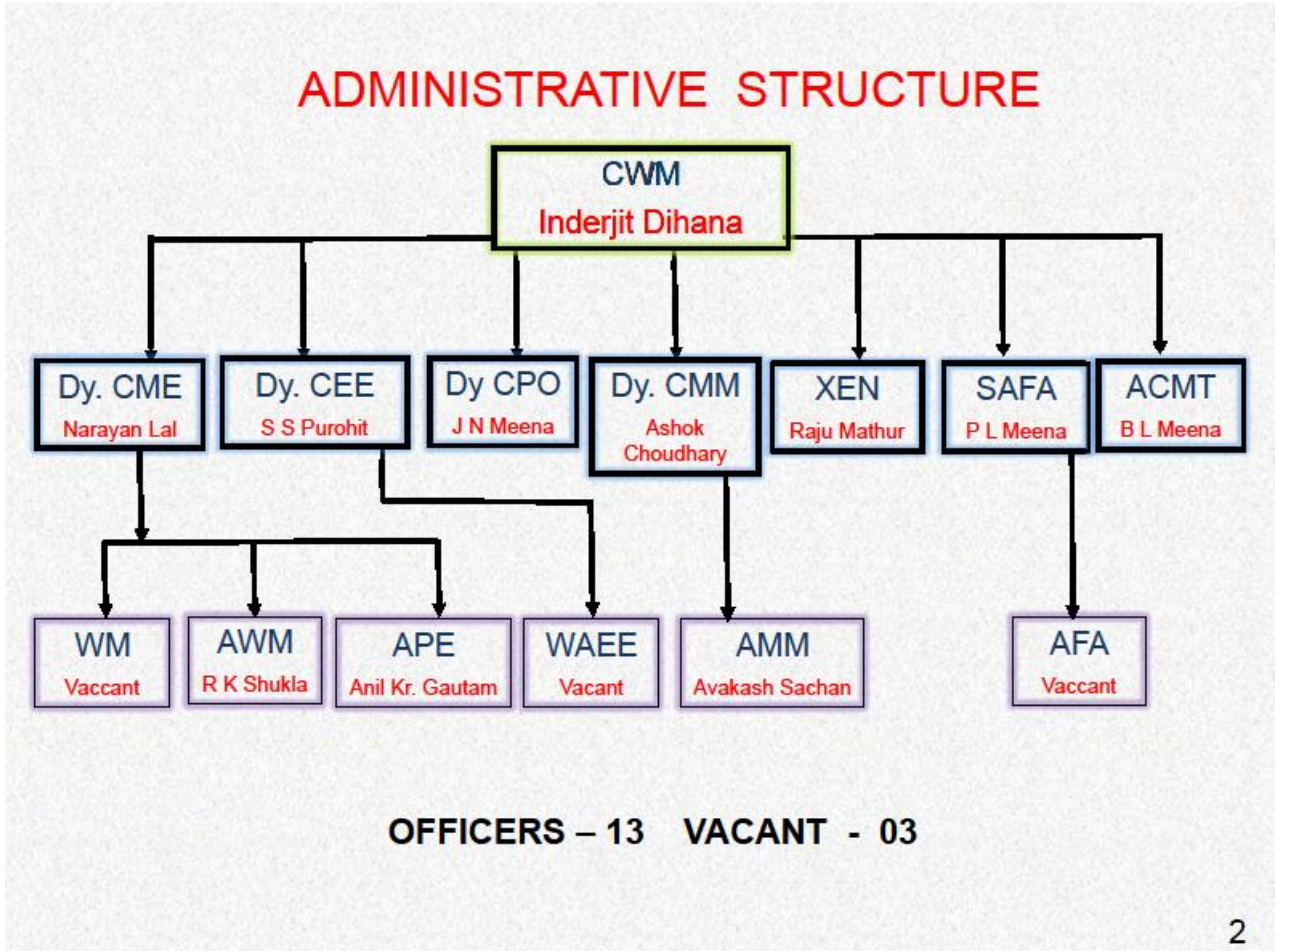 ADMINISTRATIVE STRUCTURE
CWM
Inderjit Dihana
Dy. CME
Narayan Lal
Dy. CEE
S S Purohit
Dy CPO
J N Meena
Dy. CMM
Ashok
Choudhary
XEN
Raju Mathur
SAFA
P L Meena
ACMT
B L Meena
WM
Vaccant
AWM
R K Shukla
APE
Anil Kr. Gautam
WAEE
Vacant
AMM
Avakash Sachan
AFA
Vaccant
OFFICERS – 13 VACANT - 03
2